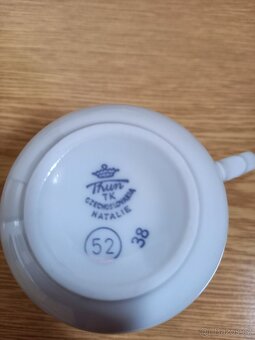 Thun
TK
CZECHOSLOVAKIA
NATALIE
52
38